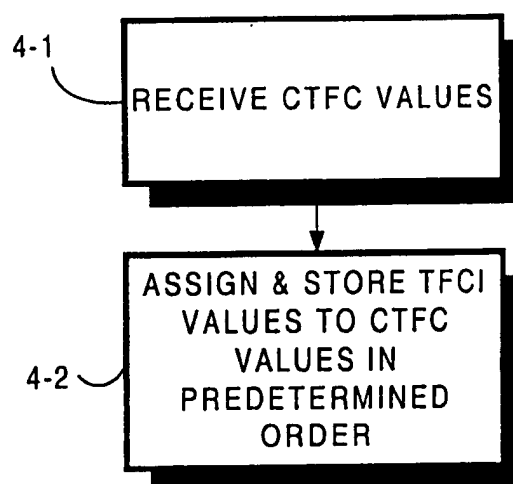 4-1
RECEIVE CTFC VALUES
ASSIGN & STORE TFCI
VALUES TO CTFC
VALUES IN
PREDETERMINED
ORDER
4-2